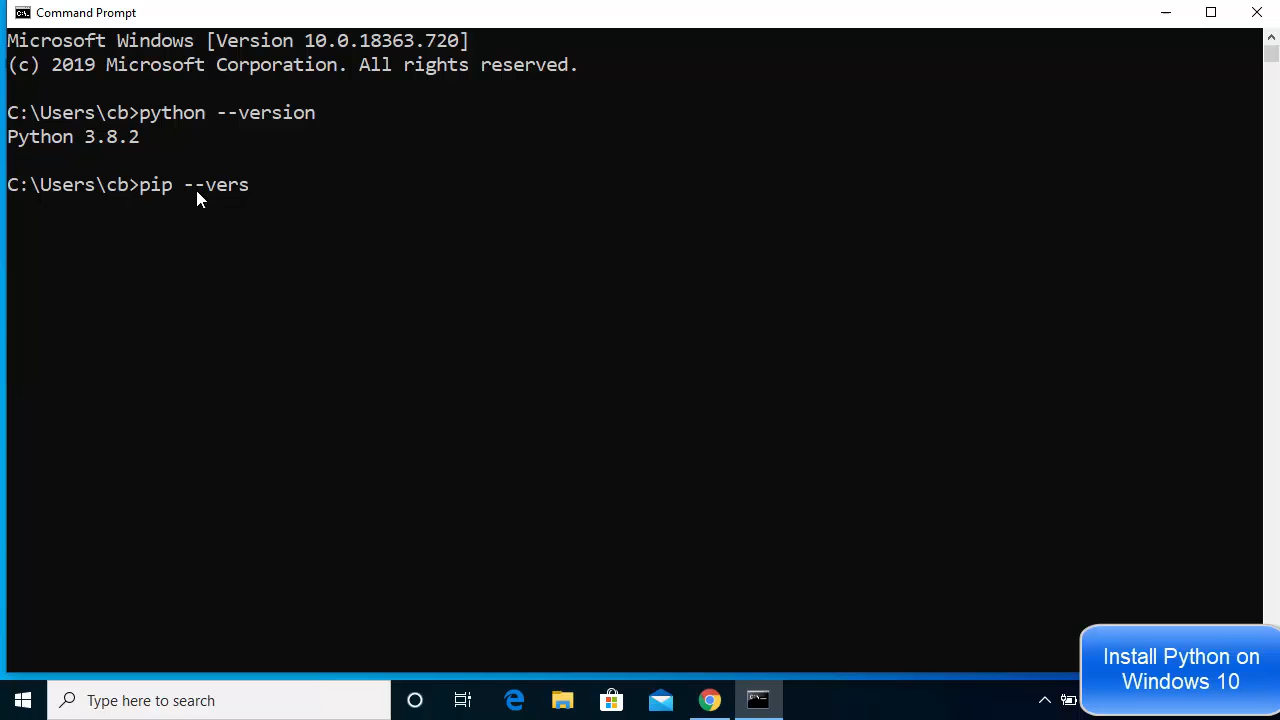 Command Prompt
Microsoft Windows [Version 10.0.18363.720]
(c) 2019 Microsoft Corporation. All rights reserved.
C:\Users\cb>python --version
Python 3.8.2
C:\Users\cb>pip --vers
Type here to search
Install Python on
Windows 10